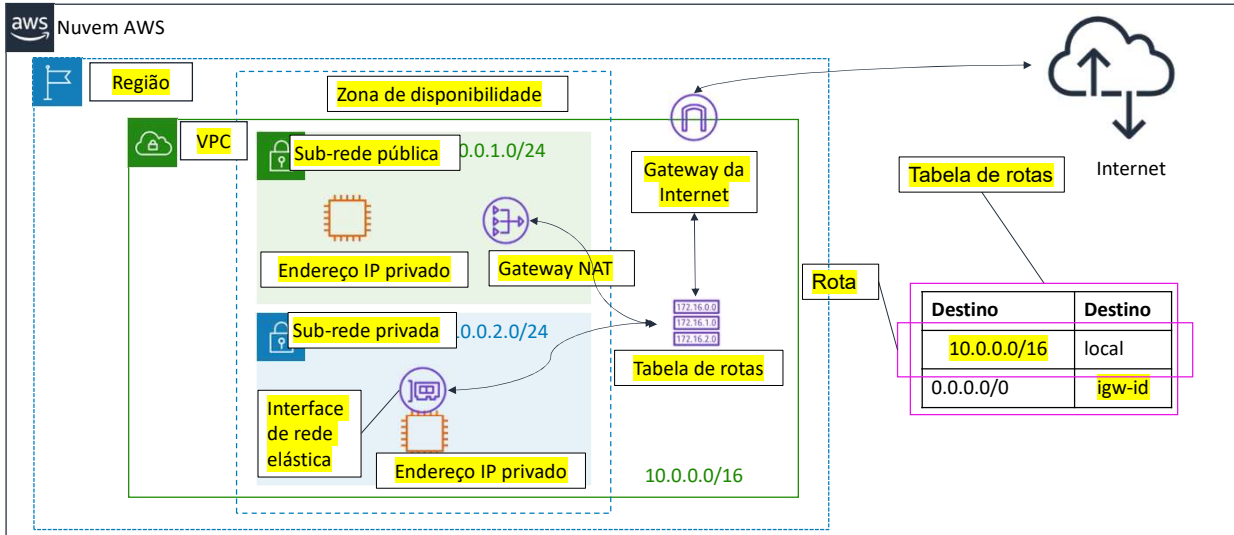 aws
Nuvem AWS
Região
Zona de disponibilidade
VPC
Sub-rede pública
0.0.1.0/24
Endereço IP privado
Gateway NAT
Sub-rede privada
.0.0.2.0/24
Interface
de rede
elástica
Endereço IP privado
10.0.0.0/16
Gateway da
Internet
172.16.0.0
172.16.1.0
172.16.2.0
Tabela de rotas
Internet
Tabela de rotas
Rota
Destino Destino
10.0.0.0/16 local
0.0.0.0/0 igw-id